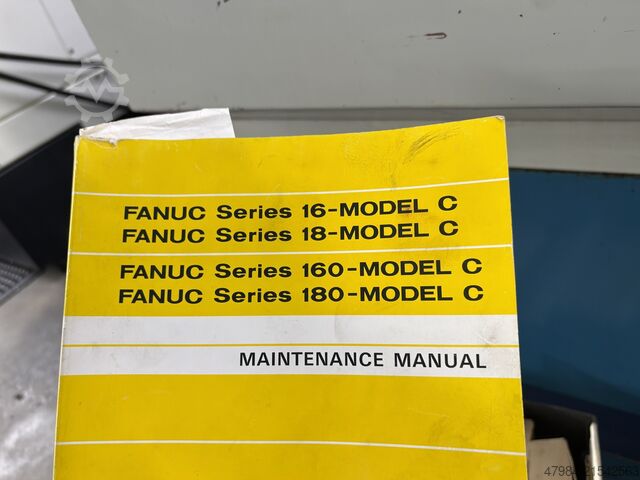 FANUC Series 16-MODEL C
FANUC Series 18-MODEL C
FANUC Series 160-MODEL C
FANUC Series 180-MODEL C
MAINTENANCE MANUAL